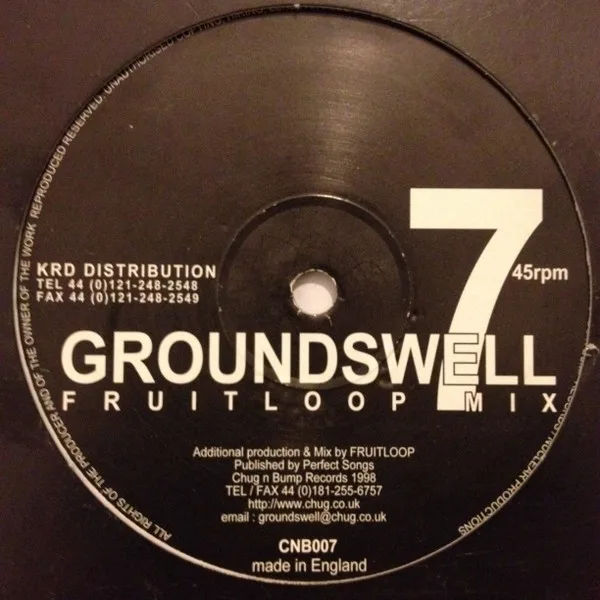 7
45rpm
KRD DISTRIBUTION
TEL 44 (0)121-248-2548
FAX 44 (0)121-248-2549
GROUNDSWELL
FRUITLOOP MIX
Additional production & Mix by FRUITLOOP
Published by Perfect Songs
Chug n Bump Records 1998
TEL / FAX 44 (0)181-255-6757
http//www.chug.co.uk
email : groundswell@chug.co.uk
CNB007
made in England
ALL RIGHTS OF THE PRODUCER AND OF THE OWNER OF THE WORK REPRODUCED RESERVED. UNAUTHORISED NUCLEAR PRODUCTIONS